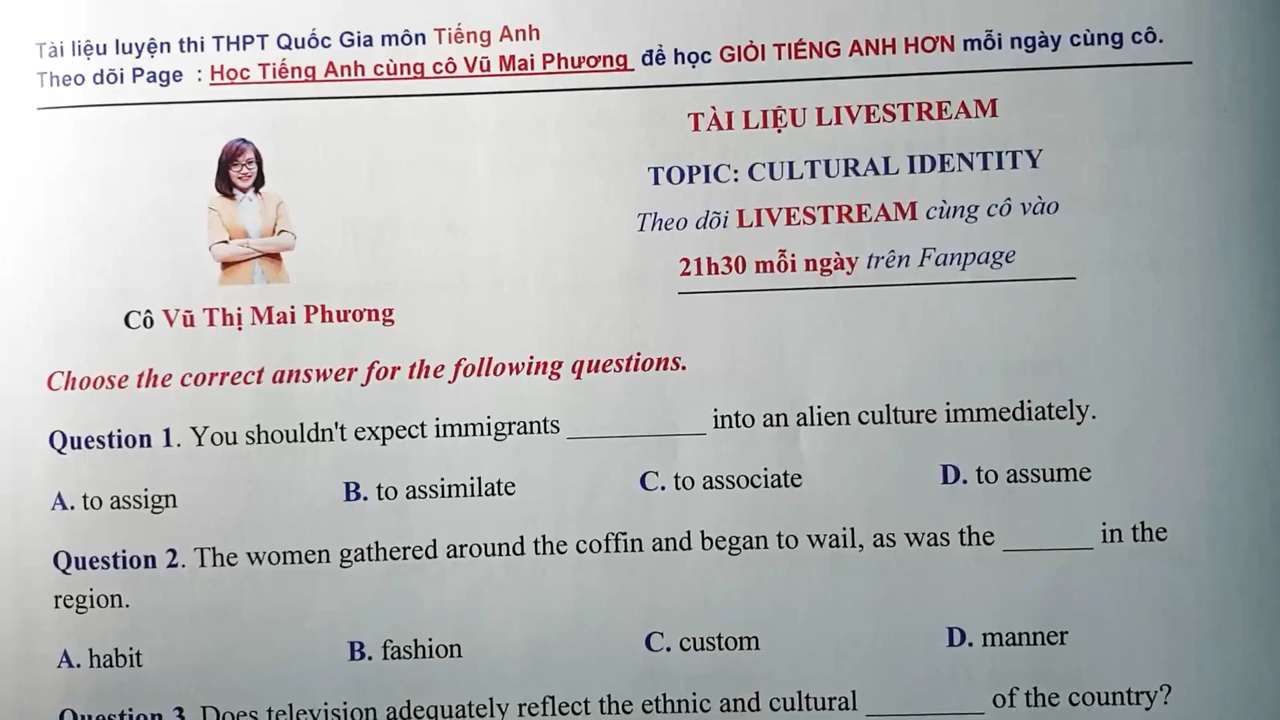 Tài liệu luyện thi THPT Quốc Gia môn Tiếng Anh
Theo dõi Page : Học Tiếng Anh cùng cô Vũ Mai Phương để học GIỎI TIẾNG ANH HƠN mỗi ngày cùng cô.
TÀI LIỆU LIVESTREAM
TOPIC: CULTURAL IDENTITY
Theo dõi LIVESTREAM cùng cô vào
21h30 mỗi ngày trên Fanpage
Cô Vũ Thị Mai Phương
Choose the correct answer for the following questions.
Question 1. You shouldn't expect immigrants __________ into an alien culture immediately.
A. to assign B. to assimilate C. to associate D. to assume
Question 2. The women gathered around the coffin and began to wail, as was the _______ in the
region.
A. habit B. fashion C. custom D. manner
Question 3. Does television adequately reflect the ethnic and cultural _________ of the country?